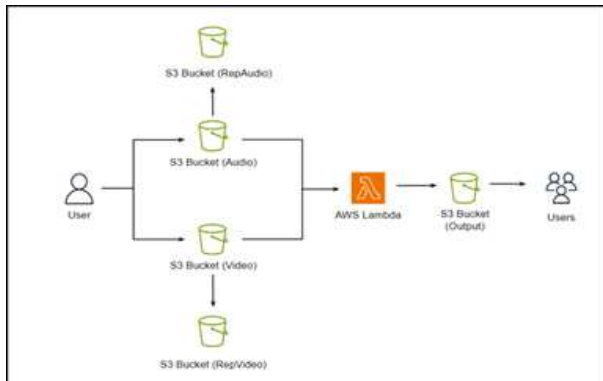 S3 Bucket (RepAudio)
S3 Bucket (Audio)
User
AWS Lambda
S3 Bucket
(Output)
Users
S3 Bucket (Video)
S3 Bucket (RepVideo)